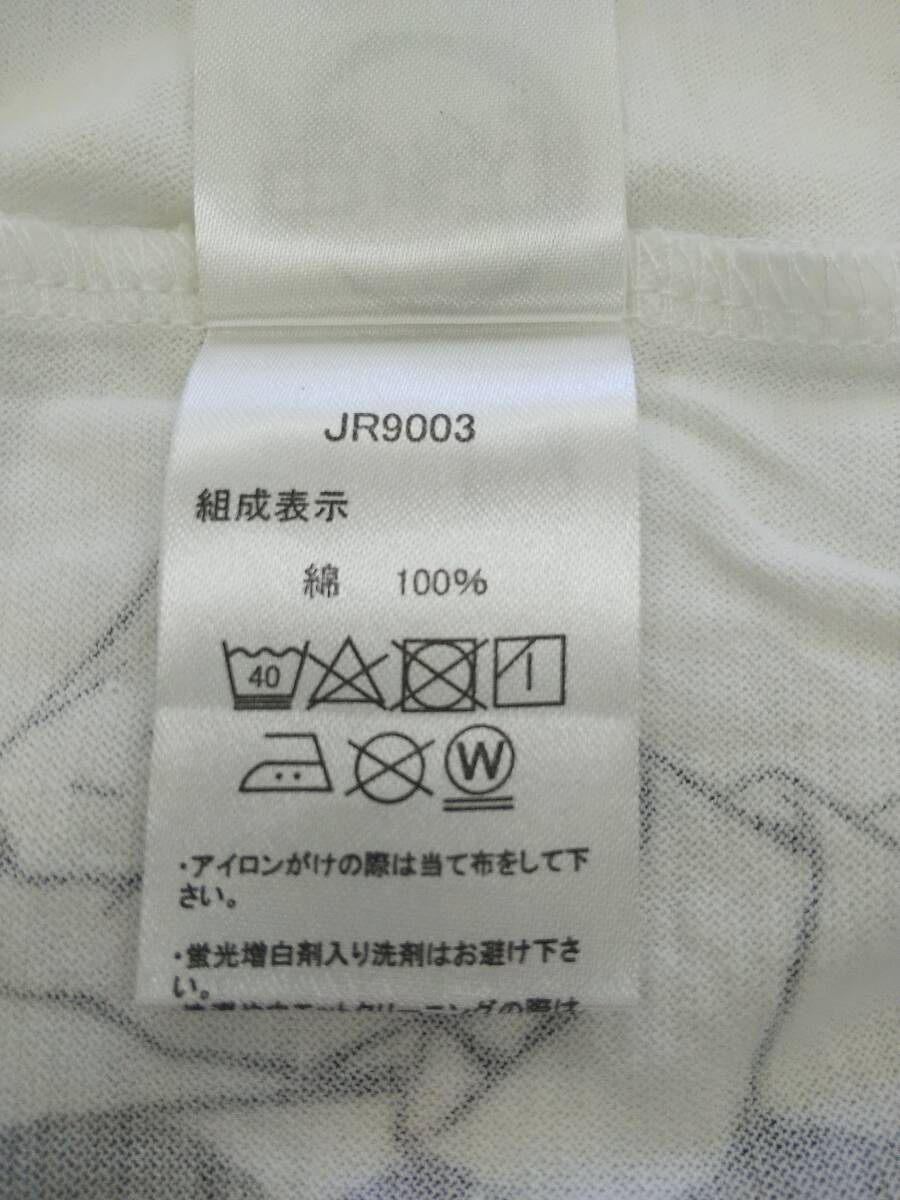 JR9003
組成表示
綿 100%
40
W
・アイロンがけの際は当て布をして下
さい。
・蛍光増白剤入り洗剤はお避け下さ
い。